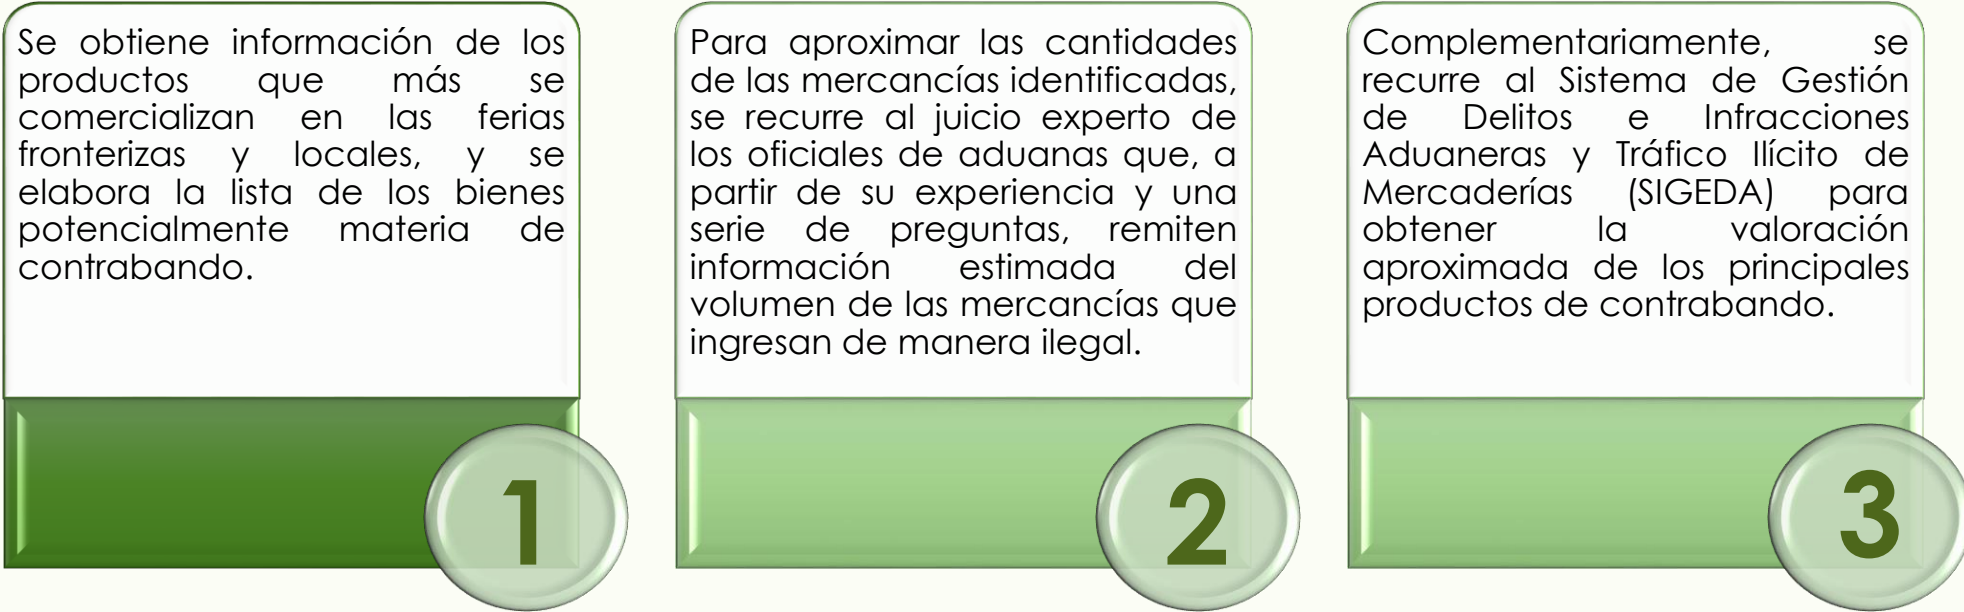 Se obtiene información de los
productos que más se
comercializan en las ferias
fronterizas y locales, y se
elabora la lista de los bienes
potencialmente materia de
contrabando.
1
Para aproximar las cantidades
de las mercancías identificadas,
se recurre al juicio experto de
los oficiales de aduanas que, a
partir de su experiencia y una
serie de preguntas, remiten
información estimada del
volumen de las mercancías que
ingresan de manera ilegal.
2
Complementariamente, se
recurre al Sistema de Gestión
de Delitos e Infracciones
Aduaneras y Tráfico Ilícito de
Mercaderías (SIGEDA) para
obtener la valoración
aproximada de los principales
productos de contrabando.
3